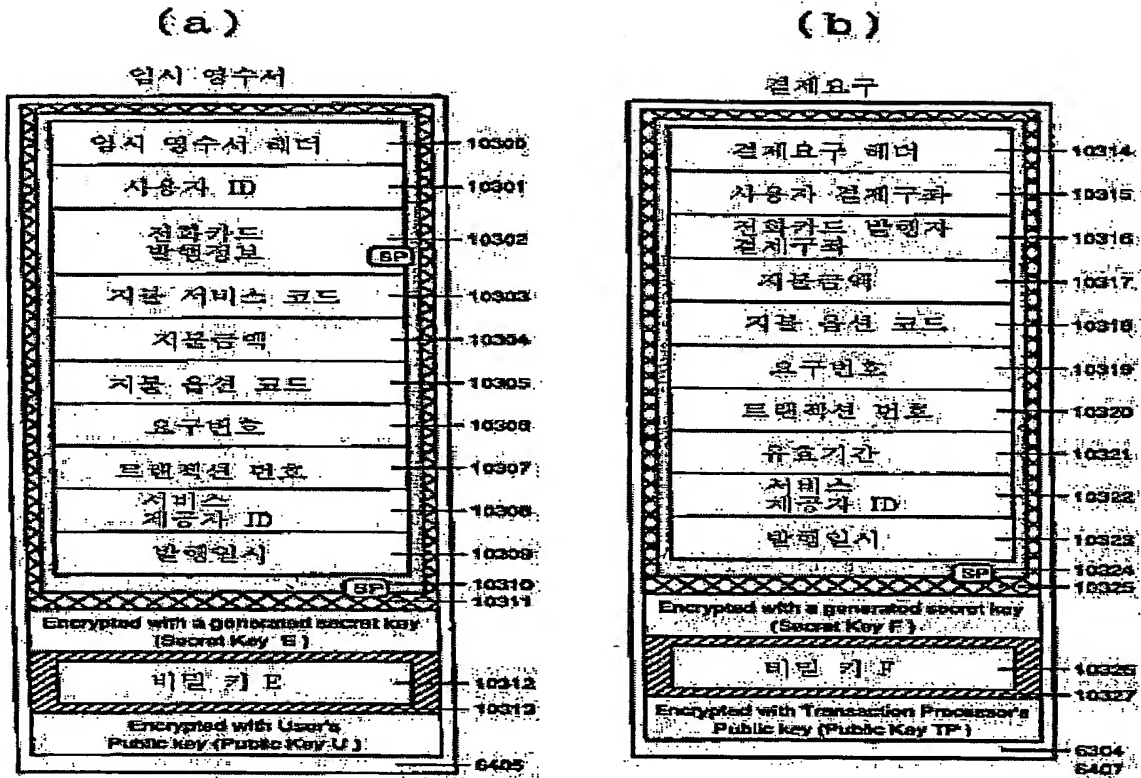 (a)
임시 영수서
임시 영수서 헤더
10300
사용자 ID
10301
전화카드
발행정보
10302
SP
지불 서비스 코드
10303
지불금액
10304
지불 옵션 코드
10305
요구번호
10306
트랜잭션 번호
10307
서비스
제공자 ID
10308
발행일시
10309
SP
10310
10311
Encrypted with a generated secret key
(Secret Key E)
비밀 키 E
10312
10313
Encrypted with User's
Public key (Public Key U)
6405
(b)
결제요구
결제요구 헤더
10314
사용자 결제구좌
10315
전화카드 발행자
결제구좌
10316
지불금액
10317
지불 옵션 코드
10318
요구번호
10319
트랜잭션 번호
10320
유효기간
10321
서비스
제공자 ID
10322
발행일시
10323
SP
10324
10325
Encrypted with a generated secret key
(Secret Key F)
비밀 키 F
10326
10327
Encrypted with Transaction Processor's
Public key (Public Key TP)
6304
6407